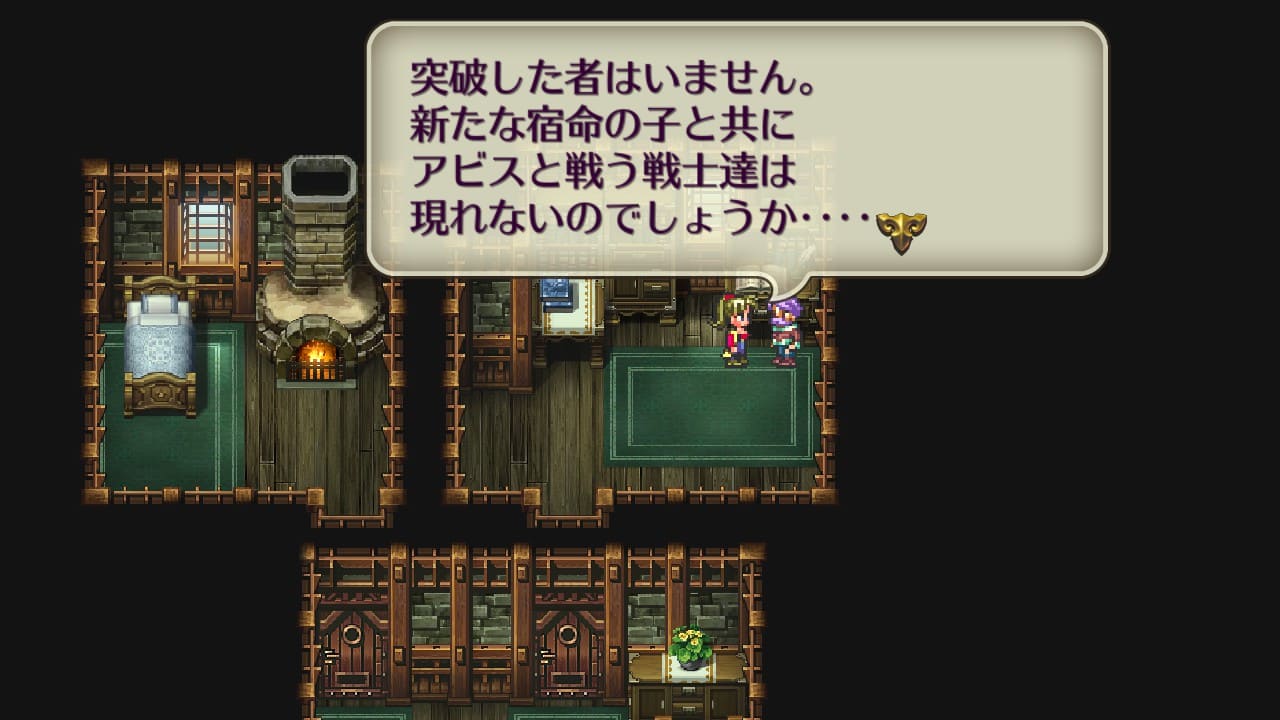 突破した者はいません。
新たな宿命の子と共に
アビスと戦う戦士達は
現れないのでしょうか････